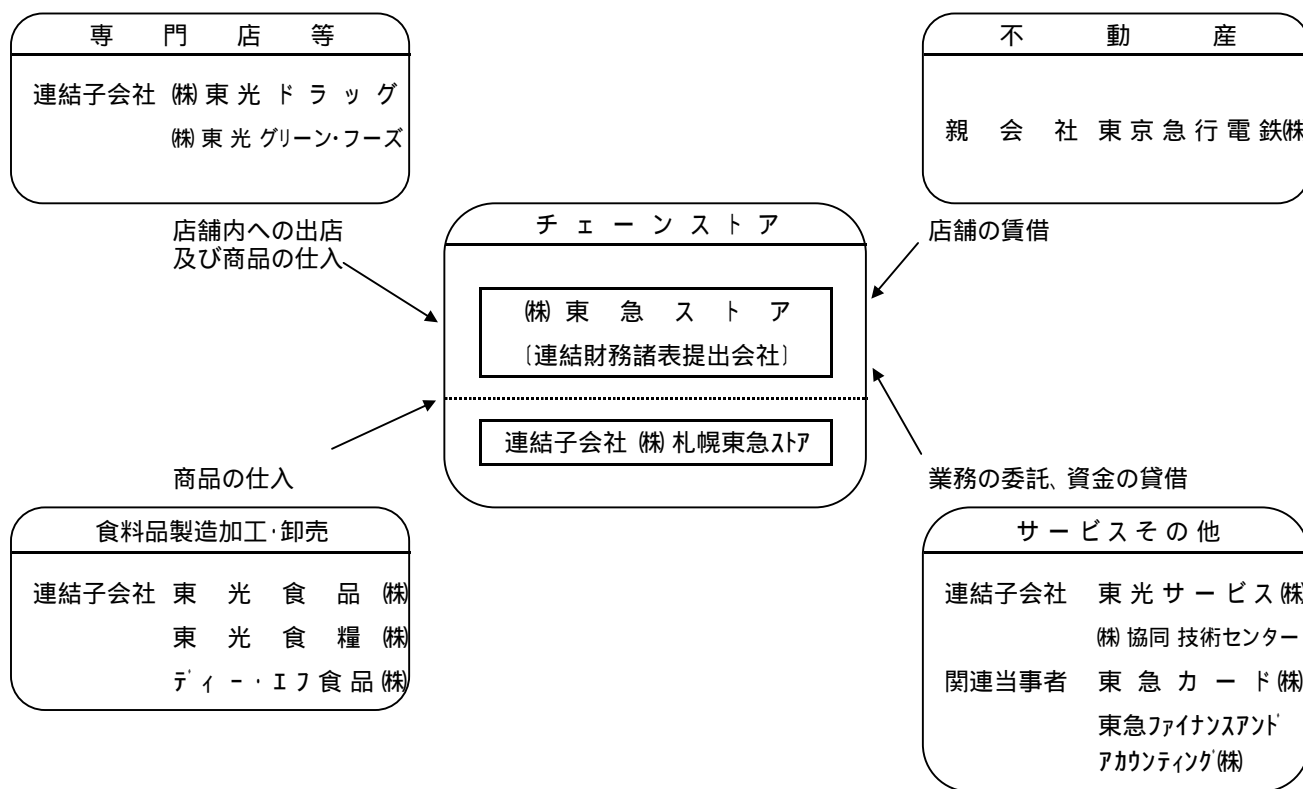 専門店等
連結子会社 ㈱東光ドラッグ
㈱東光グリーン・フーズ
不動産
親会社 東京急行電鉄㈱
店舗内への出店
及び商品の仕入
チェーンストア
㈱東急ストア
〔連結財務諸表提出会社〕
連結子会社 ㈱札幌東急ストア
店舗の賃借
商品の仕入
業務の委託、資金の貸借
食料品製造加工・卸売
連結子会社 東光食品㈱
東光食糧㈱
ディー・エフ食品㈱
サービスその他
連結子会社 東光サービス㈱
㈱協同技術センター
関連当事者 東急カード㈱
東急ファイナンスアンド
アカウンティング㈱